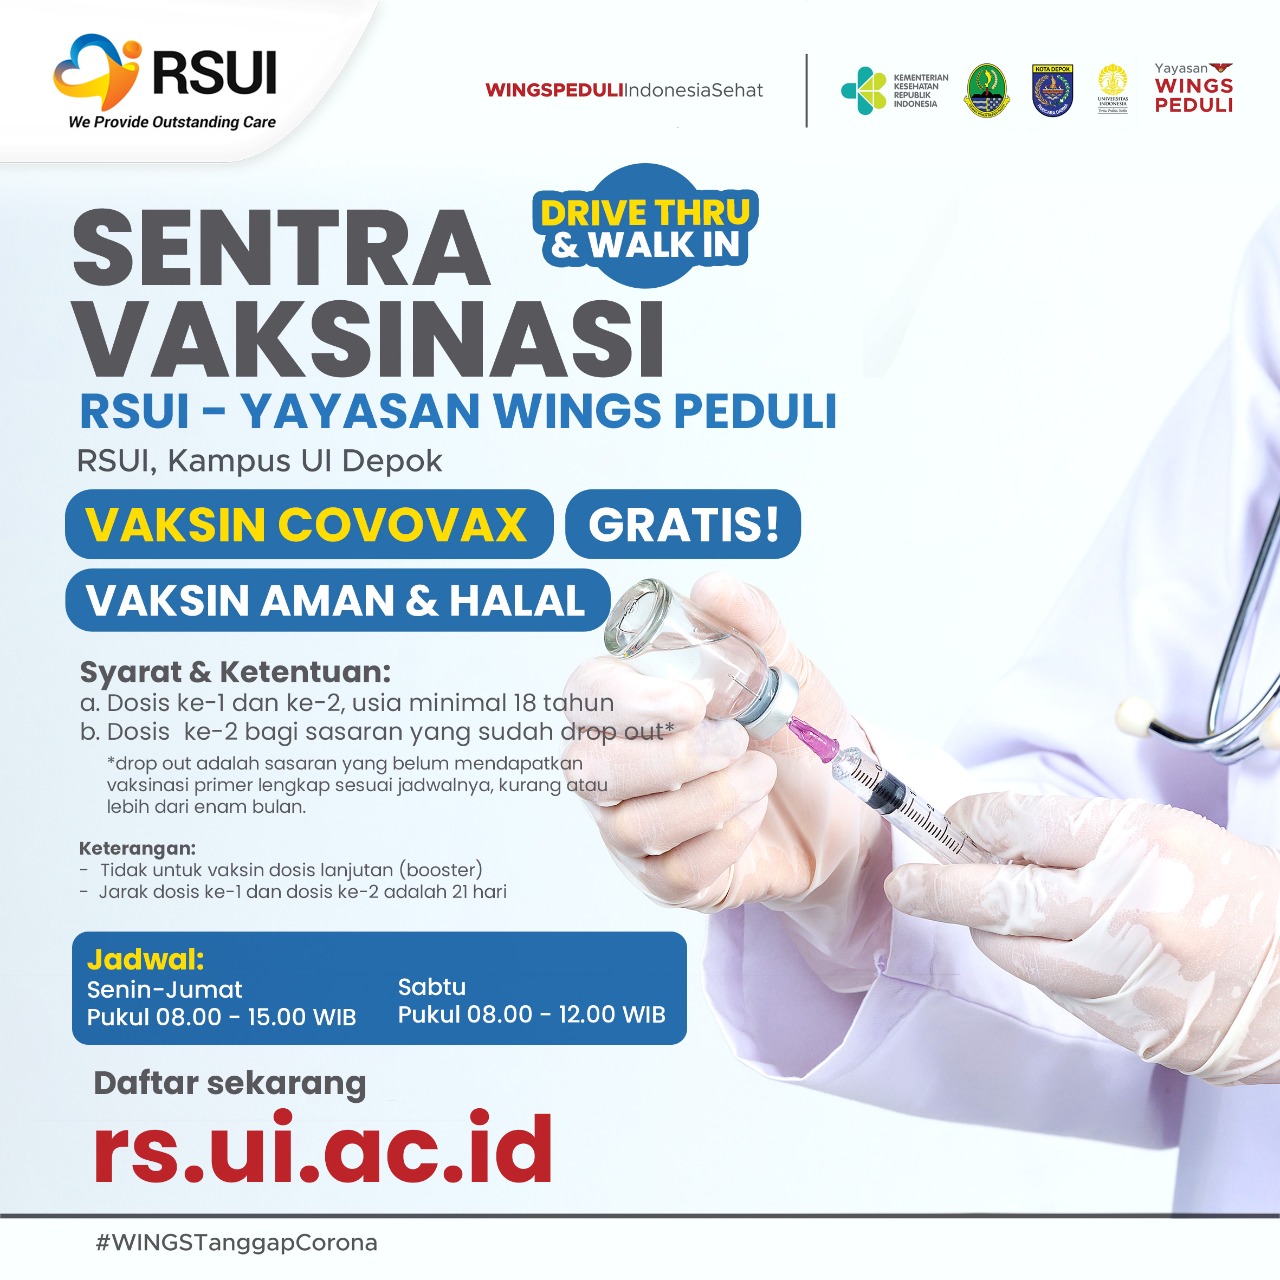 RSUI
We Provide Outstanding Care
WINGSPEDULIIndonesiaSehat
KEMENTERIAN
KESEHATAN
REPUBLIK
INDONESIA
KOTA DEPOK
UNIVERSITAS
INDONESIA
Yayasan
WINGS
PEDULI
SENTRA
VAKSINASI
DRIVE THRU
& WALK IN
RSUI - YAYASAN WINGS PEDULI
RSUI, Kampus UI Depok
VAKSIN COVOVAX
GRATIS!
VAKSIN AMAN & HALAL
Syarat & Ketentuan:
a. Dosis ke-1 dan ke-2, usia minimal 18 tahun
b. Dosis ke-2 bagi sasaran yang sudah drop out*
*drop out adalah sasaran yang belum mendapatkan
vaksinasi primer lengkap sesuai jadwalnya, kurang atau
lebih dari enam bulan.
Keterangan:
- Tidak untuk vaksin dosis lanjutan (booster)
- Jarak dosis ke-1 dan dosis ke-2 adalah 21 hari
Jadwal:
Senin-Jumat
Pukul 08.00 - 15.00 WIB
Sabtu
Pukul 08.00 - 12.00 WIB
Daftar sekarang
rs.ui.ac.id
#WINGSTanggapCorona